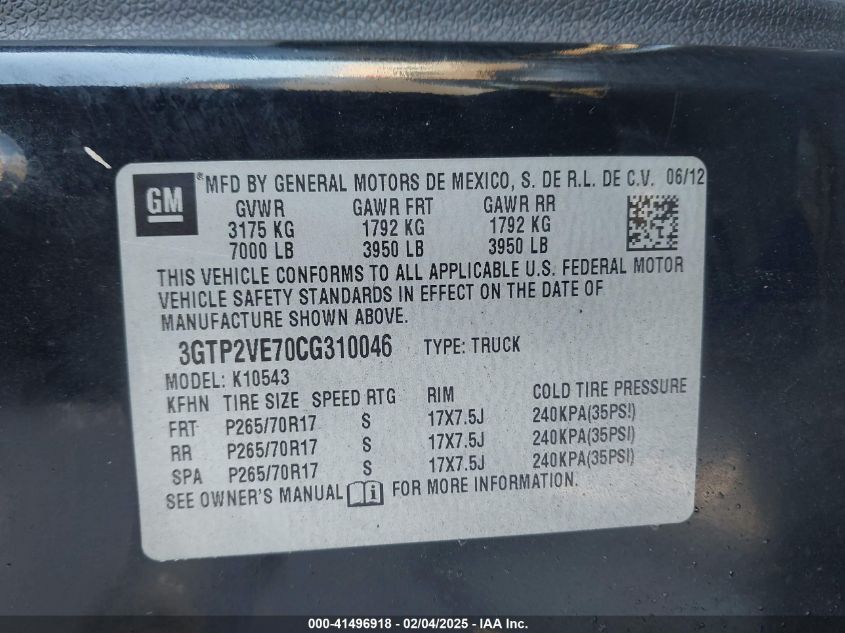 GM ® MFD BY GENERAL MOTORS DE MEXICO, S. DE R.L. DE C.V. 06/12
GVWR GAWR FRT GAWR RR
3175 KG 1792 KG 1792 KG
7000 LB 3950 LB 3950 LB
THIS VEHICLE CONFORMS TO ALL APPLICABLE U.S. FEDERAL MOTOR
VEHICLE SAFETY STANDARDS IN EFFECT ON THE DATE OF
MANUFACTURE SHOWN ABOVE.
3GTP2VE70CG310046 TYPE: TRUCK
MODEL: K10543
KFHN TIRE SIZE SPEED RTG RIM COLD TIRE PRESSURE
FRT P265/70R17 S 17X7.5J 240KPA(35PSI)
RR P265/70R17 S 17X7.5J 240KPA(35PSI)
SPA P265/70R17 S 17X7.5J 240KPA(35PSI)
SEE OWNER'S MANUAL i FOR MORE INFORMATION.
000-41496918 - 02/04/2025 - IAA Inc.